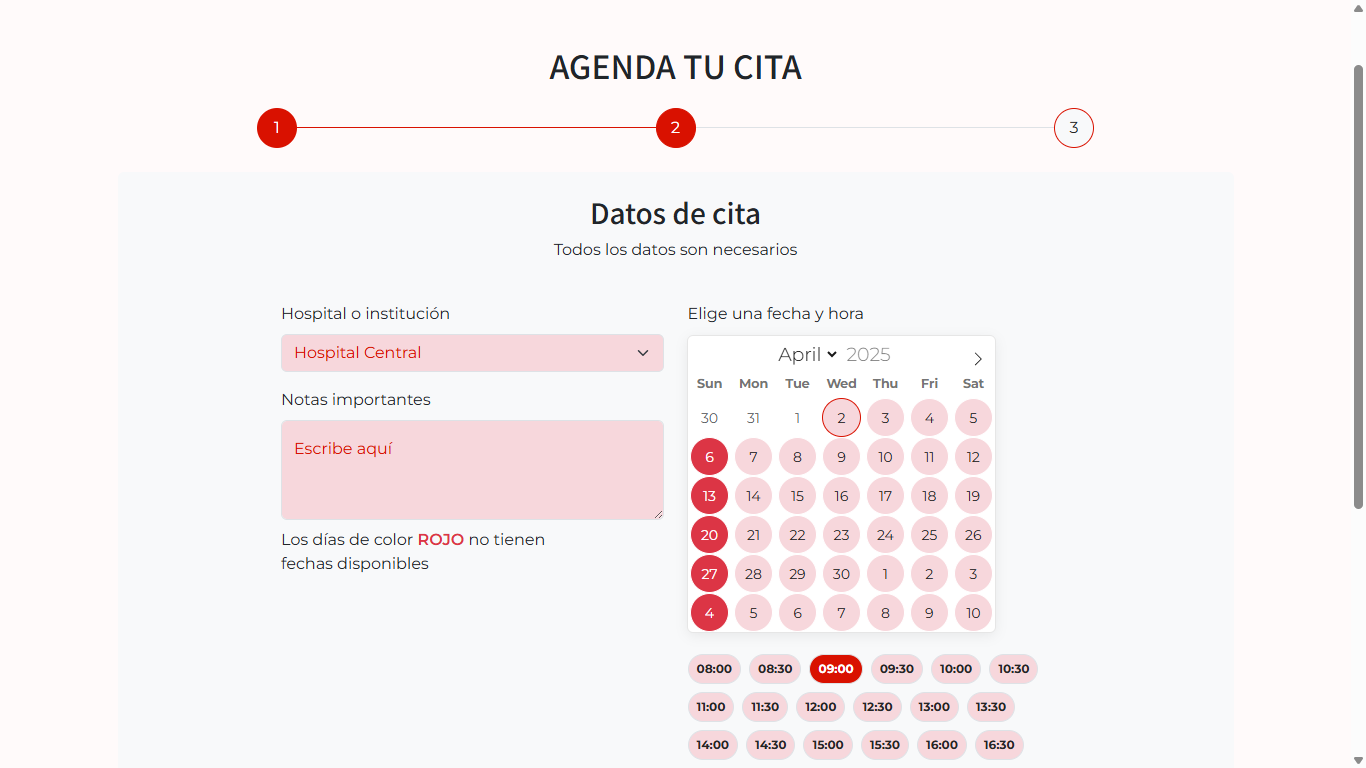 AGENDA TU CITA
1 2 3
Datos de cita
Todos los datos son necesarios
Hospital o institución
Hospital Central
Notas importantes
Escribe aquí
Los días de color ROJO no tienen
fechas disponibles
Elige una fecha y hora
April 2025
Sun Mon Tue Wed Thu Fri Sat
30 31 1 2 3 4 5
6 7 8 9 10 11 12
13 14 15 16 17 18 19
20 21 22 23 24 25 26
27 28 29 30 1 2 3
4 5 6 7 8 9 10
08:00 08:30 09:00 09:30 10:00 10:30
11:00 11:30 12:00 12:30 13:00 13:30
14:00 14:30 15:00 15:30 16:00 16:30